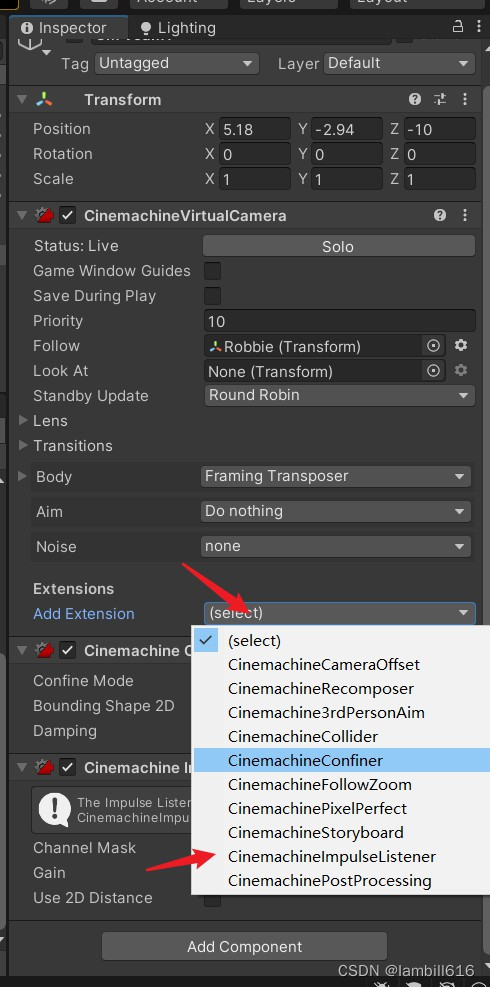 Inspector
Lighting
Tag Untagged Layer Default
Transform
Position X 5.18 Y -2.94 Z -10
Rotation X 0 Y 0 Z 0
Scale X 1 Y 1 Z 1
CinemachineVirtualCamera
Status: Live Solo
Game Window Guides
Save During Play
Priority 10
Follow Robbie (Transform)
Look At None (Transform)
Standby Update Round Robin
Lens
Transitions
Body Framing Transposer
Aim Do nothing
Noise none
Extensions
Add Extension (select)
(select)
CinemachineCameraOffset
CinemachineRecomposer
Cinemachine3rdPersonAim
CinemachineCollider
CinemachineConfiner
CinemachineFollowZoom
CinemachinePixelPerfect
CinemachineStoryboard
CinemachineImpulseListener
CinemachinePostProcessing
Cinemachine C
Confine Mode
Bounding Shape 2D
Damping
Cinemachine I
The Impulse Lister
CinemachineImpu
Channel Mask
Gain
Use 2D Distance
Add Component
CSDN @lambill616